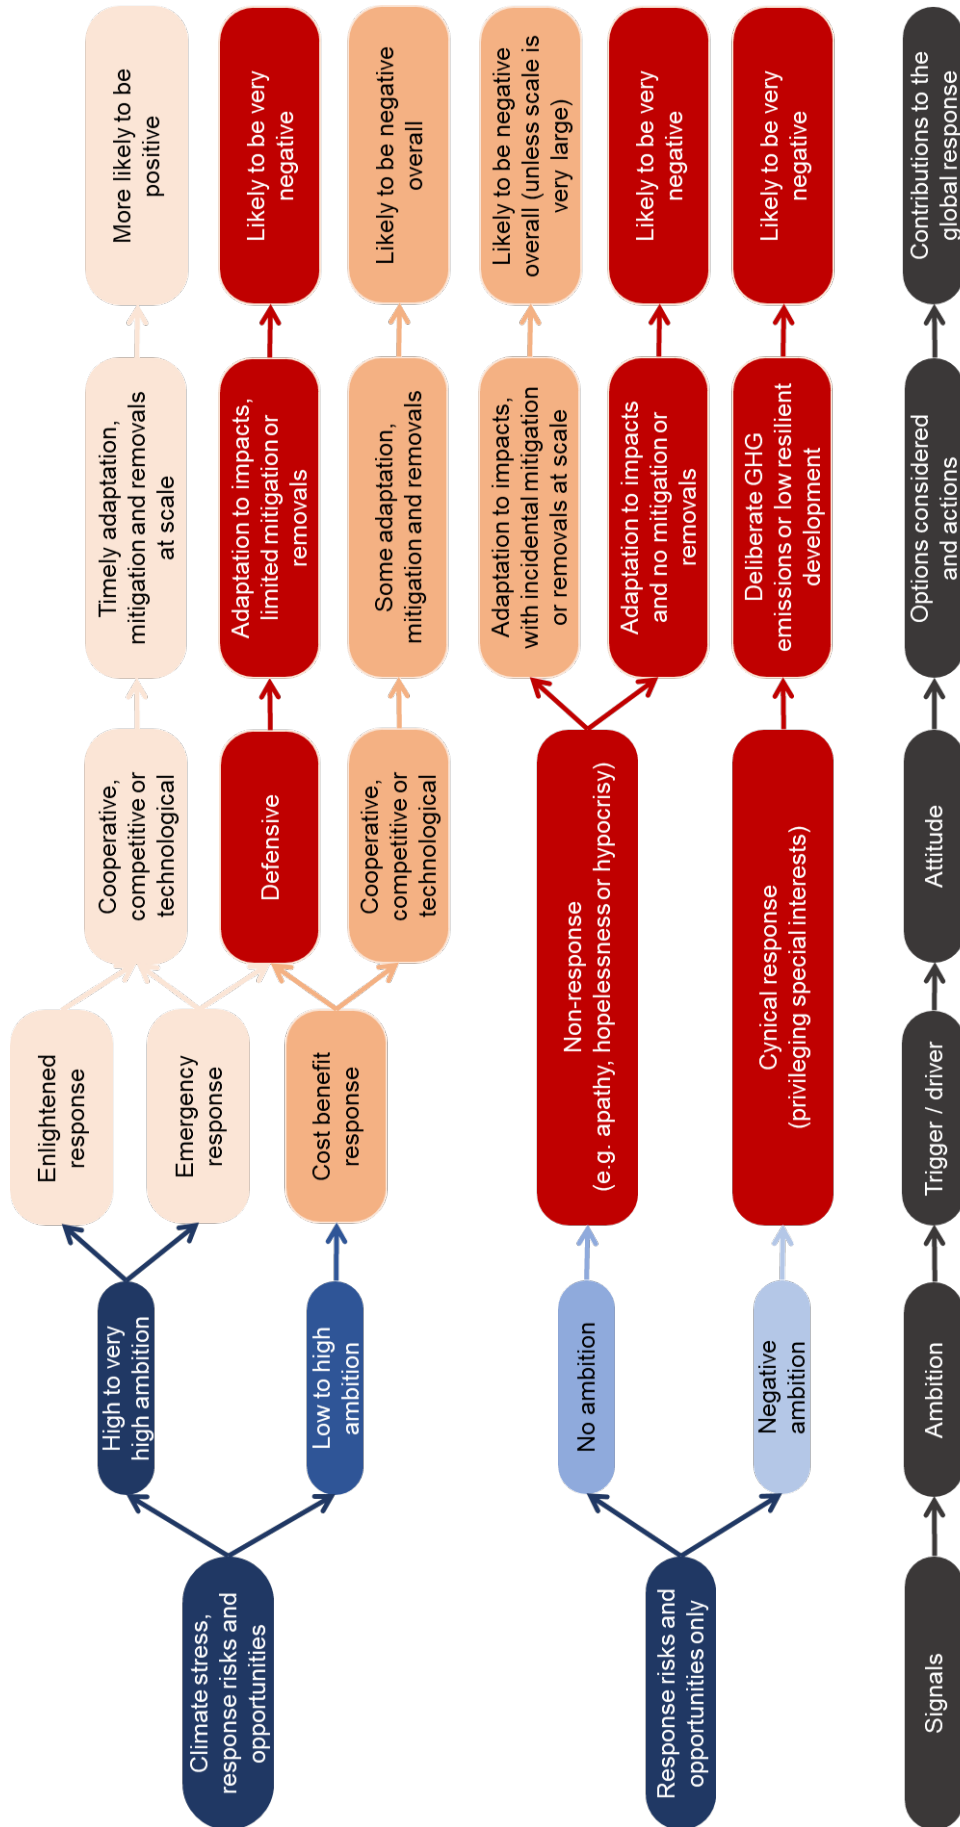 Climate stress,
response risks and
opportunities
High to very
high ambition
Low to high
ambition
Enlightened
response
Emergency
response
Cost benefit
response
Cooperative,
competitive or
technological
Defensive
Cooperative,
competitive or
technological
Timely adaptation,
mitigation and removals
at scale
Adaptation to impacts,
limited mitigation or
removals
Some adaptation,
mitigation and removals
More likely to be
positive
Likely to be very
negative
Likely to be negative
overall
Response risks and
opportunities only
No ambition
Negative
ambition
Non-response
(e.g. apathy, hopelessness or hypocrisy)
Cynical response
(privileging special interests)
Adaptation to impacts,
with incidental mitigation
or removals at scale
Adaptation to impacts
and no mitigation or
removals
Deliberate GHG
emissions or low resilient
development
Likely to be negative
overall (unless scale is
very large)
Likely to be very
negative
Likely to be very
negative
Signals
Ambition
Trigger / driver
Attitude
Options considered
and actions
Contributions to the
global response